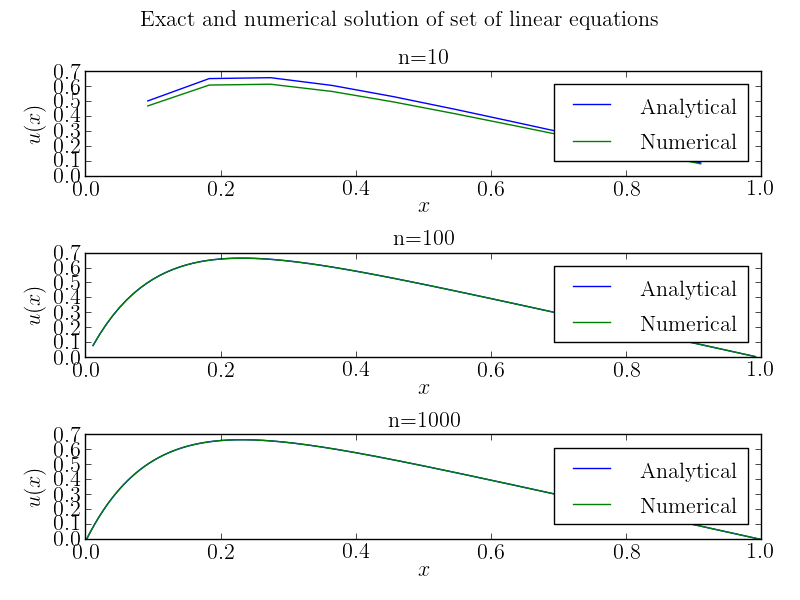 Exact and numerical solution of set of linear equations
n=10
0.7
0.6
0.5
0.4
0.3
0.2
0.1
0.0
u(x)
Analytical
Numerical
0.0 0.2 0.4 0.6 0.8 1.0
x
n=100
0.7
0.6
0.5
0.4
0.3
0.2
0.1
0.0
u(x)
Analytical
Numerical
0.0 0.2 0.4 0.6 0.8 1.0
x
n=1000
0.7
0.6
0.5
0.4
0.3
0.2
0.1
0.0
u(x)
Analytical
Numerical
0.0 0.2 0.4 0.6 0.8 1.0
x